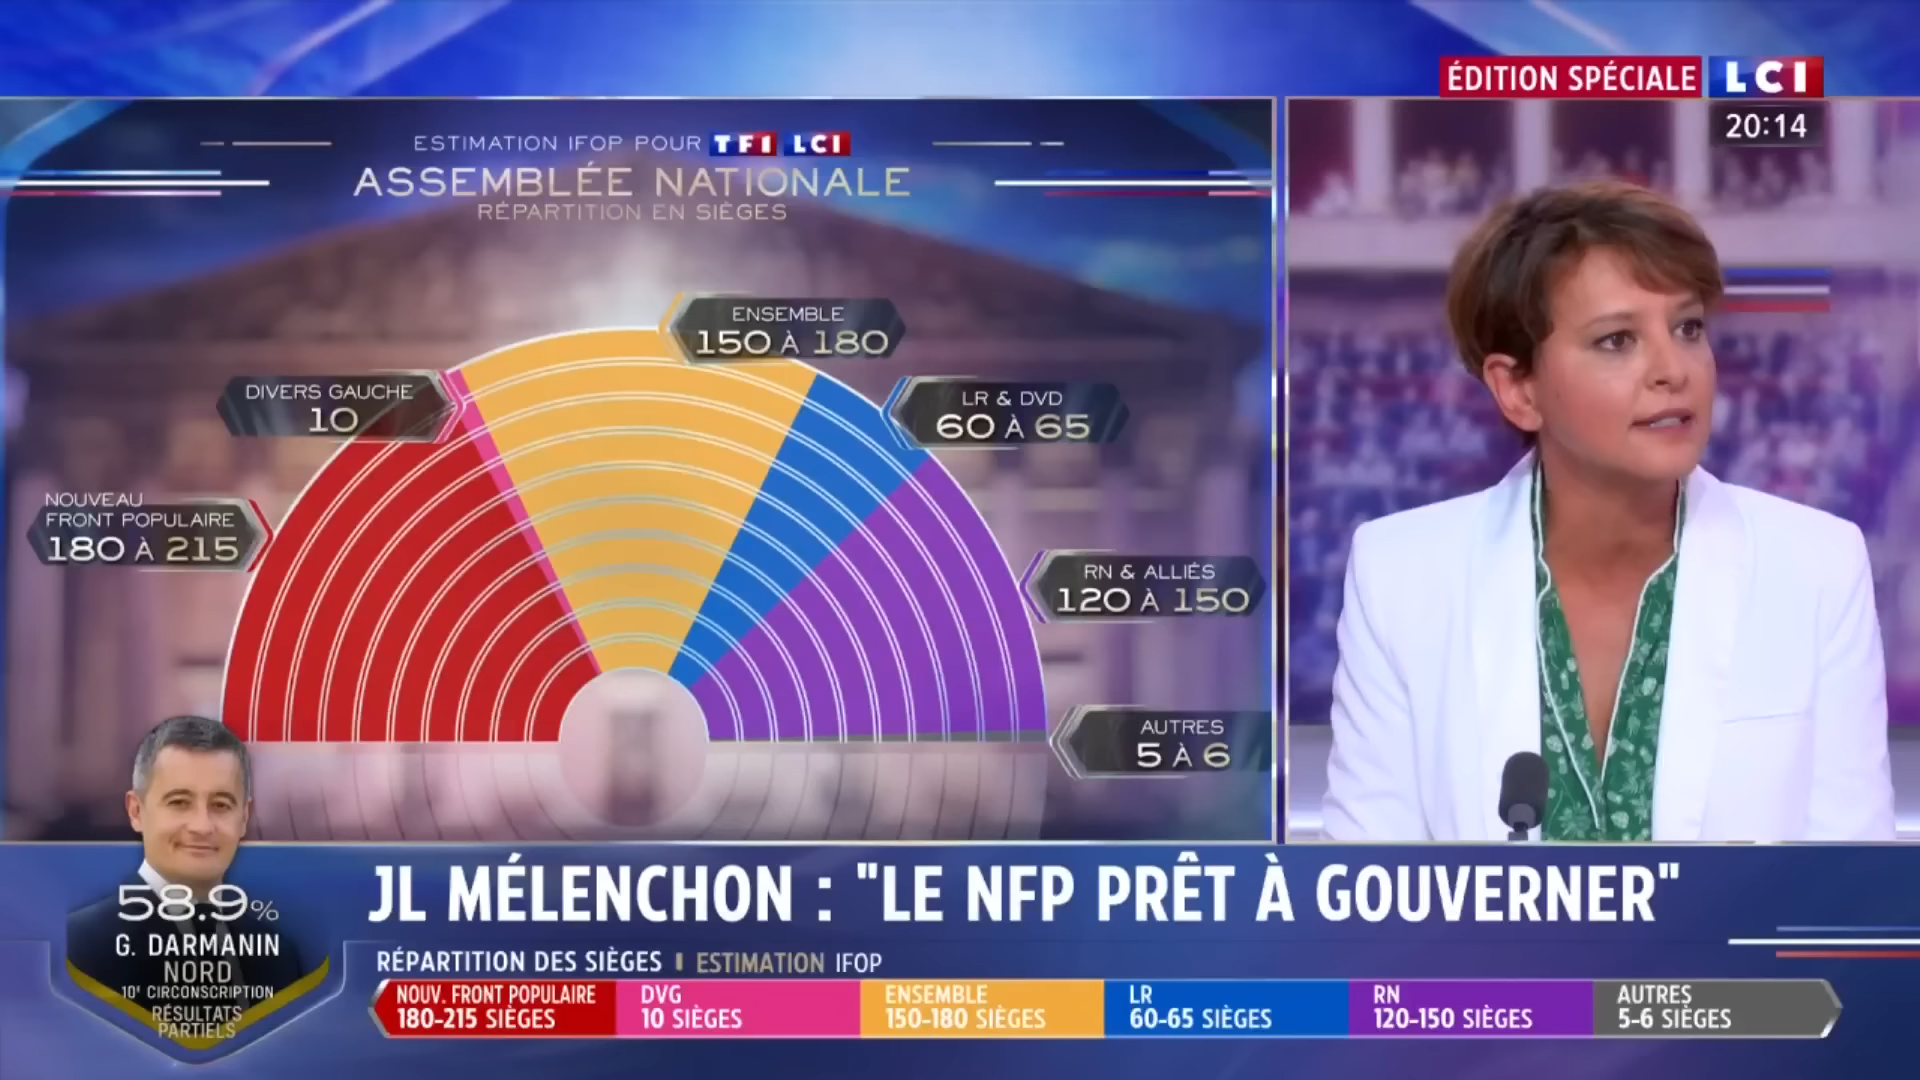 ÉDITION SPÉCIALE LCI
20:14
ESTIMATION IFOP POUR TF1 LCI
ASSEMBLÉE NATIONALE
RÉPARTITION EN SIÈGES
ENSEMBLE
150 À 180
DIVERS GAUCHE
10
LR & DVD
60 À 65
NOUVEAU
FRONT POPULAIRE
180 À 215
RN & ALLIÉS
120 À 150
AUTRES
5 À 6
58.9%
G. DARMANIN
NORD
10e CIRCONSCRIPTION
RÉSULTATS
PARTIELS
JL MÉLENCHON : "LE NFP PRÊT À GOUVERNER"
RÉPARTITION DES SIÈGES ESTIMATION IFOP
NOUV. FRONT POPULAIRE
180-215 SIÈGES
DVG
10 SIÈGES
ENSEMBLE
150-180 SIÈGES
LR
60-65 SIÈGES
RN
120-150 SIÈGES
AUTRES
5-6 SIÈGES